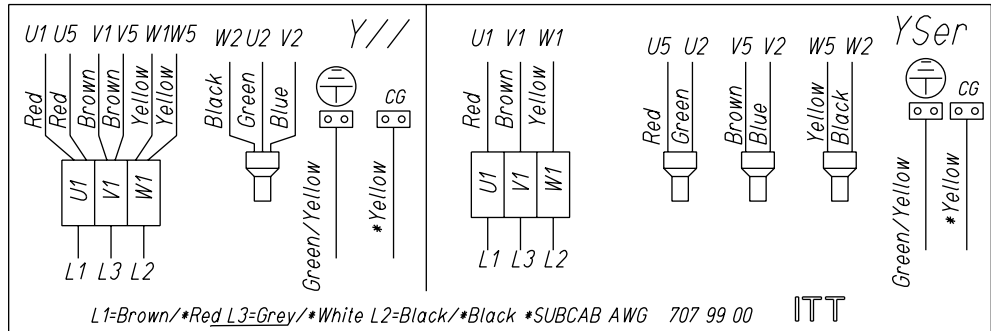 U1 U5 V1 V5 W1 W5 W2 U2 V2 Y//
Red Red Brown Brown Yellow Yellow Black Green Blue
CG
U1 V1 W1
Green/Yellow *Yellow
L1 L3 L2
U1 V1 W1 U5 U2 V5 V2 W5 W2 YSer
CG
Red Brown Yellow Red Green Brown Blue Yellow Black
U1 V1 W1
Green/Yellow *Yellow
L1 L3 L2
L1=Brown/*Red L3=Grey/*White L2=Black/*Black *SUBCAB AWG 707 99 00 ITT